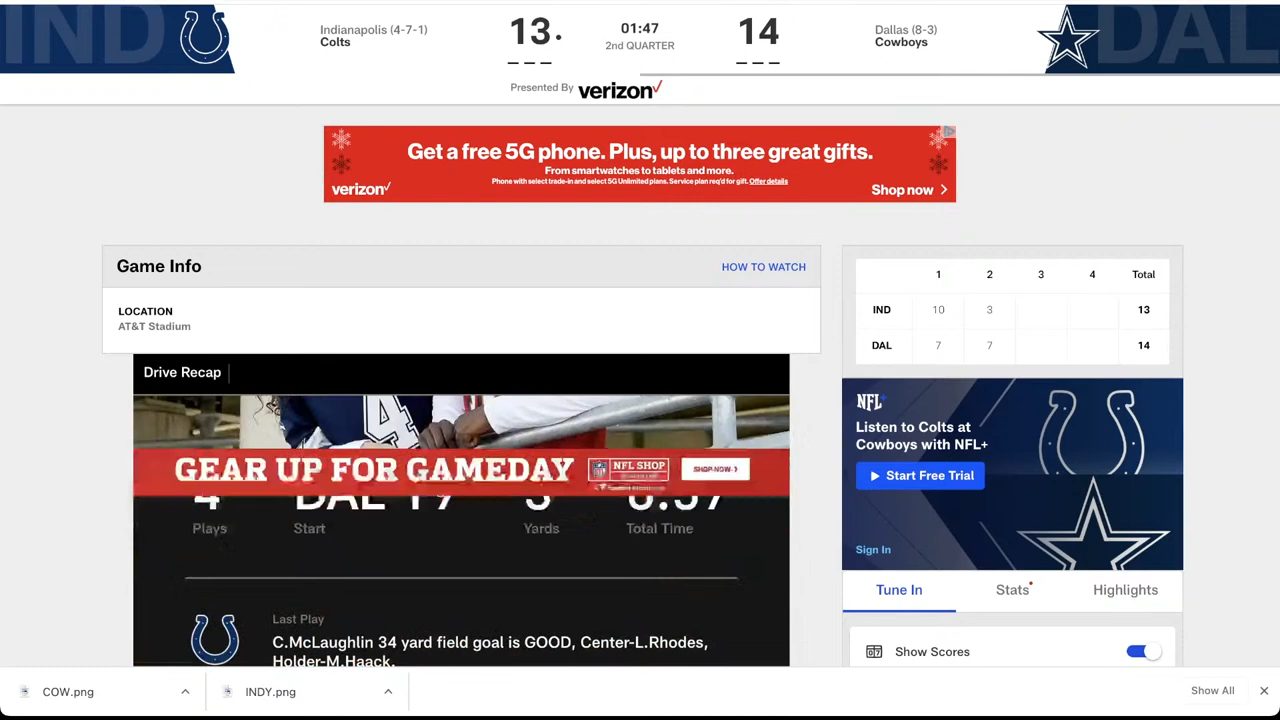 IND
Indianapolis (4-7-1)
Colts
13
01:47
2nd QUARTER
14
Dallas (8-3)
Cowboys
DAL
Presented By verizon
Get a free 5G phone. Plus, up to three great gifts.
From smartwatches to tablets and more.
Phone with select trade-in and select 5G Unlimited plans. Service plan req'd for gift. Offer details
verizon
Shop now
Game Info
HOW TO WATCH
LOCATION
AT&T Stadium
Drive Recap
4
GEAR UP FOR GAMEDAY
NFL SHOP
SHOP NOW
4 DAL 19 3
Plays Start Yards Total Time
Last Play
C.McLaughlin 34 yard field goal is GOOD, Center-L.Rhodes,
Holder-M.Haack.
1 2 3 4 Total
IND 10 3 13
DAL 7 7 14
NFL+
Listen to Colts at
Cowboys with NFL+
Start Free Trial
Sign In
Tune In Stats Highlights
Show Scores
COW.png
INDY.png
Show All